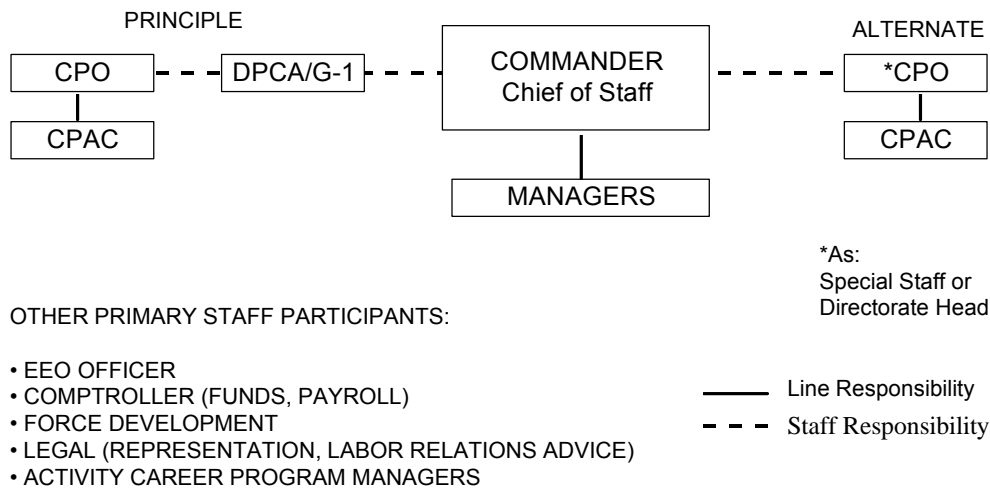 PRINCIPLE
ALTERNATE
CPO
DPCA/G-1
COMMANDER
Chief of Staff
*CPO
CPAC
CPAC
MANAGERS
*As:
Special Staff or
Directorate Head
OTHER PRIMARY STAFF PARTICIPANTS:
• EEO OFFICER
• COMPTROLLER (FUNDS, PAYROLL)
• FORCE DEVELOPMENT
• LEGAL (REPRESENTATION, LABOR RELATIONS ADVICE)
• ACTIVITY CAREER PROGRAM MANAGERS
Line Responsibility
Staff Responsibility